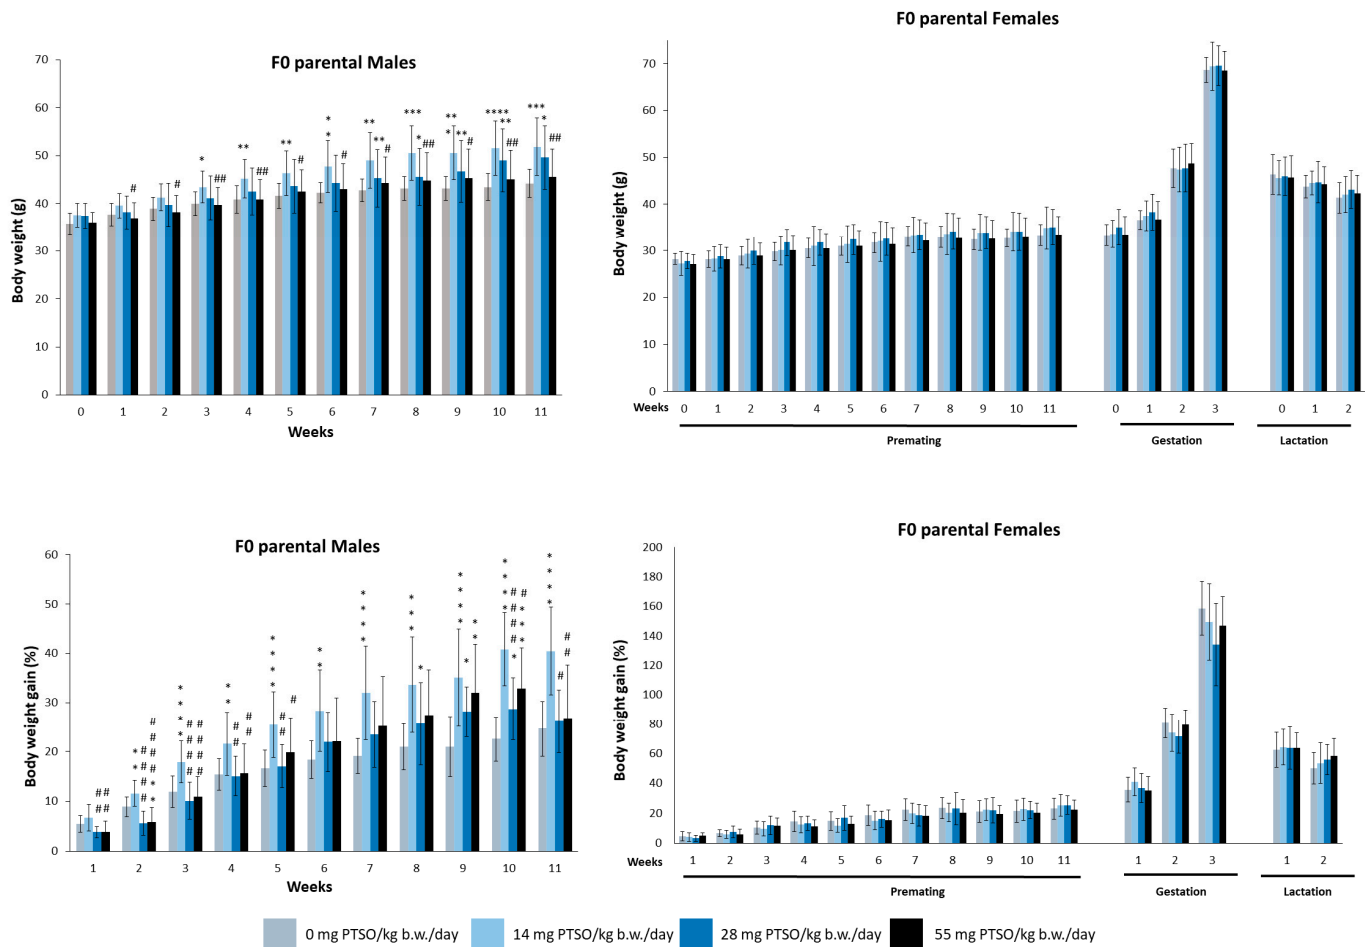 F0 parental Males
Body weight (g)
70
60
50
40
30
20
10
0
* ** ** * * ** *** ** * **** ** *** *
# # ## ## # # ** # * ## ** # ## ##
0 1 2 3 4 5 6 7 8 9 10 11
Weeks
F0 parental Females
Body weight (g)
70
60
50
40
30
20
10
0
Weeks 0 1 2 3 4 5 6 7 8 9 10 11 0 1 2 3 0 1 2
Premating Gestation Lactation
F0 parental Males
Body weight gain (%)
60
50
40
30
20
10
0
1 2 3 4 5 6 7 8 9 10 11
Weeks
F0 parental Females
Body weight gain (%)
200
180
160
140
120
100
80
60
40
20
0
Weeks 1 2 3 4 5 6 7 8 9 10 11 1 2 3 1 2
Premating Gestation Lactation
0 mg PTSO/kg b.w./day 14 mg PTSO/kg b.w./day 28 mg PTSO/kg b.w./day 55 mg PTSO/kg b.w./day